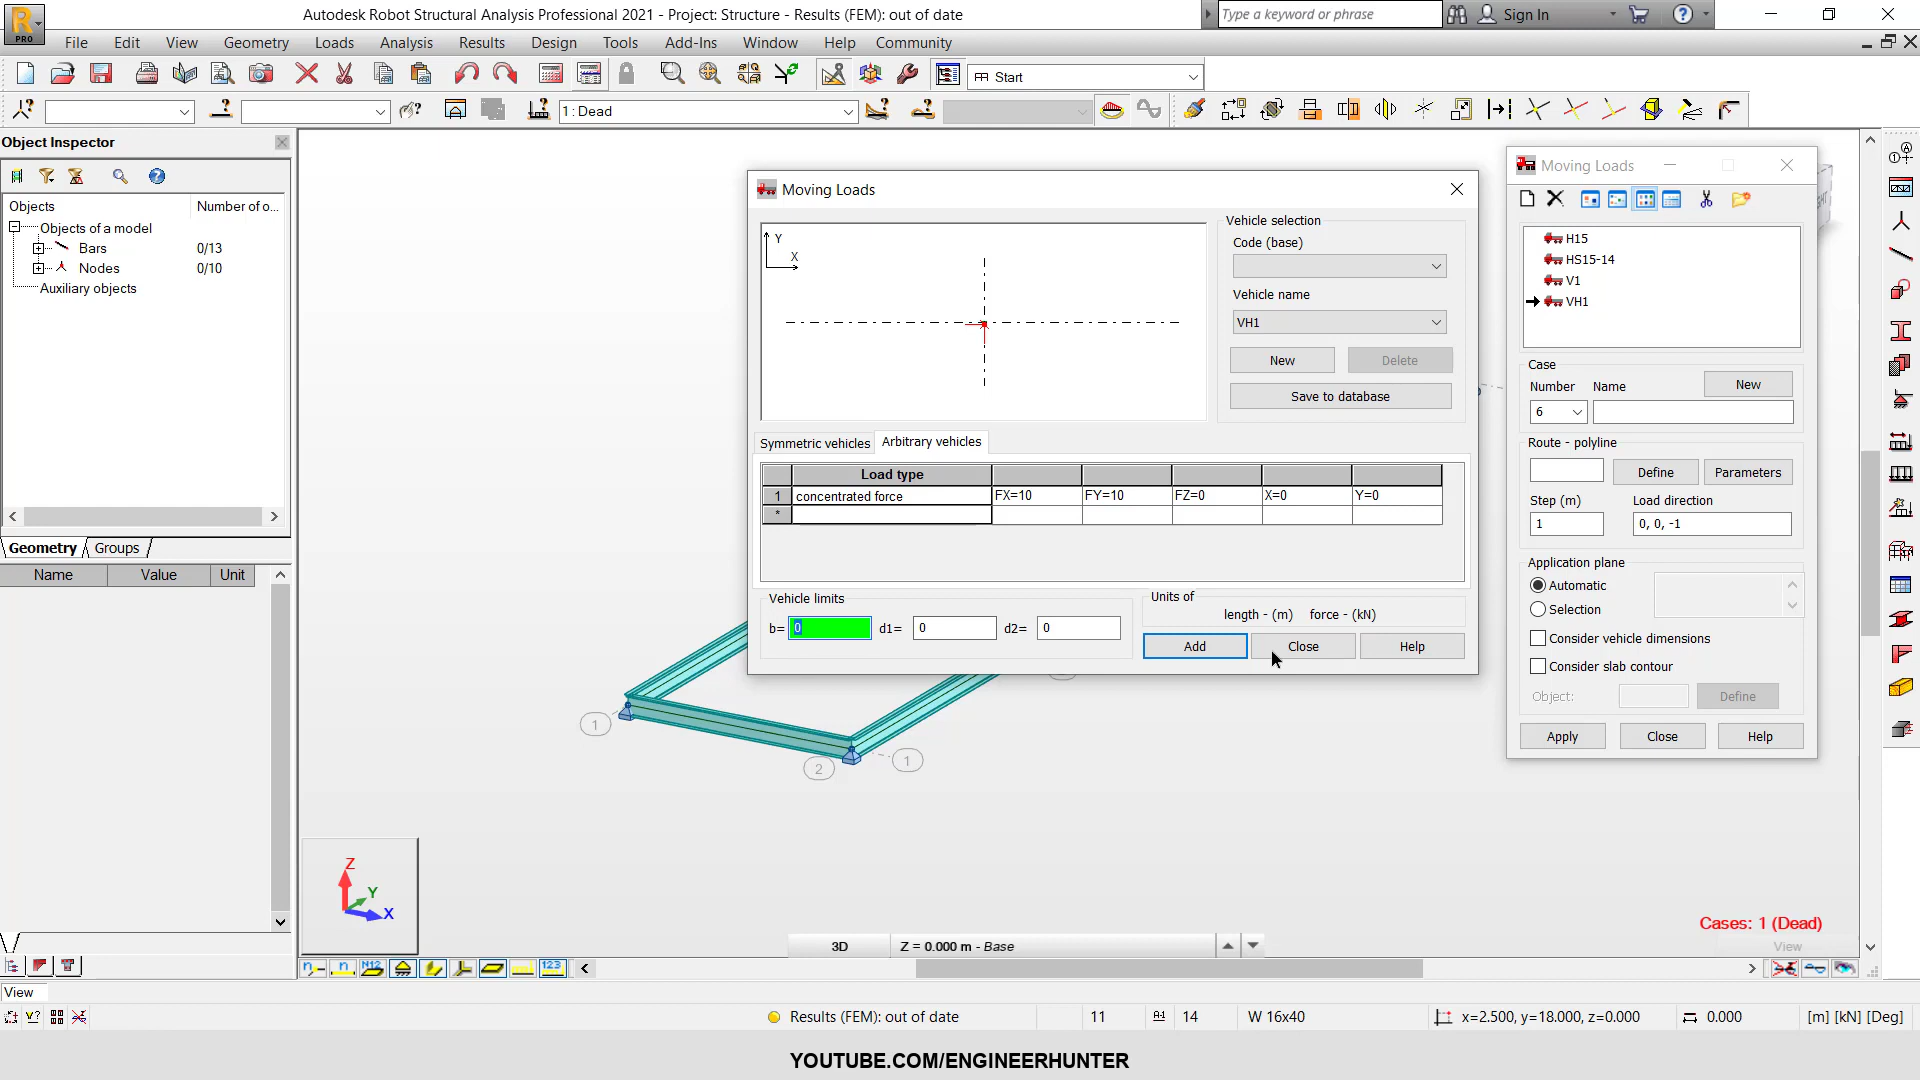 Autodesk Robot Structural Analysis Professional 2021 - Project: Structure - Results (FEM): out of date
Type a keyword or phrase
Sign In
PRO
File Edit View Geometry Loads Analysis Results Design Tools Add-Ins Window Help Community
Start
1 : Dead
Object Inspector
Objects Number of o...
Objects of a model
Bars 0/13
Nodes 0/10
Auxiliary objects
Geometry Groups
Name Value Unit
Moving Loads
Y
X
Vehicle selection
Code (base)
Vehicle name
VH1
New Delete
Save to database
Symmetric vehicles Arbitrary vehicles
Load type
1 concentrated force FX=10 FY=10 FZ=0 X=0 Y=0
*
Vehicle limits
b= 0 d1= 0 d2= 0
Units of
length - (m) force - (kN)
Add Close Help
Moving Loads
H15
HS15-14
V1
VH1
Case
Number Name New
6
Route - polyline
Define Parameters
Step (m) Load direction
1 0, 0, -1
Application plane
Automatic
Selection
Consider vehicle dimensions
Consider slab contour
Object: Define
Apply Close Help
1
2
1
Z
Y
X
3D Z = 0.000 m - Base
Cases: 1 (Dead)
View
View
Results (FEM): out of date 11 14 W 16x40 x=2.500, y=18.000, z=0.000 0.000 [m] [kN] [Deg]
YOUTUBE.COM/ENGINEERHUNTER